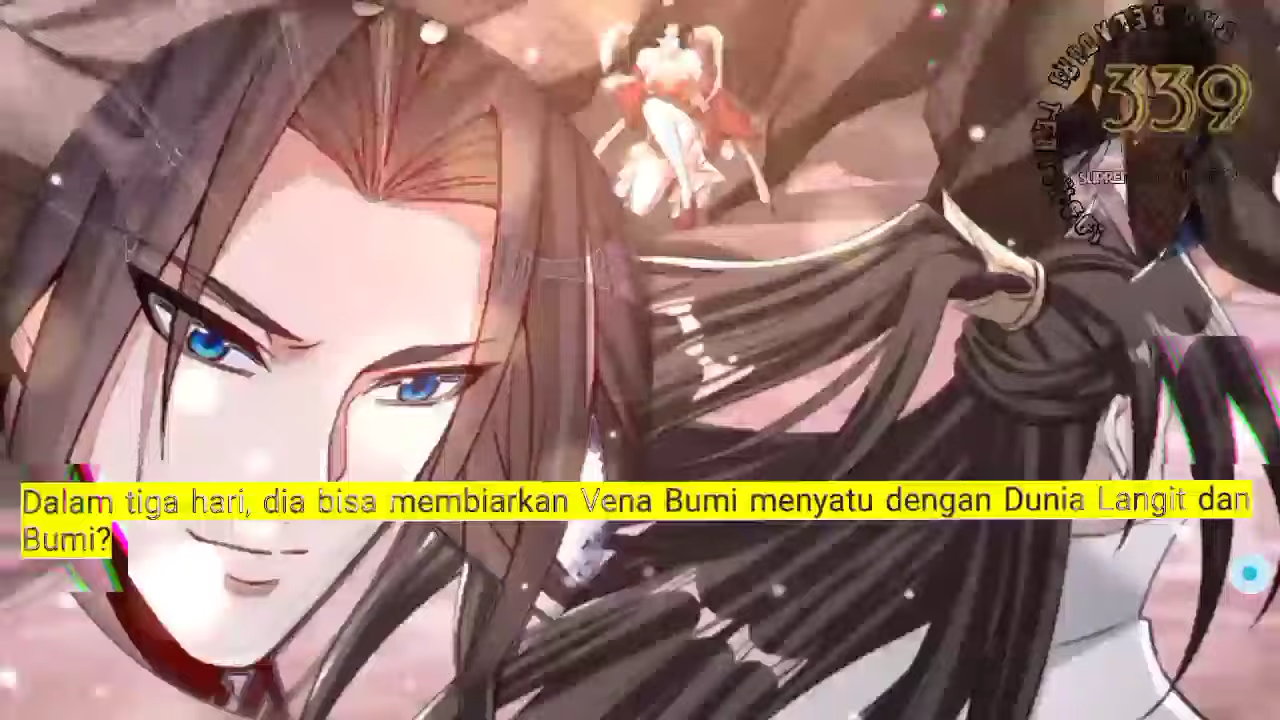 339
Dalam tiga hari, dia bisa membiarkan Vena Bumi menyatu dengan Dunia Langit dan
Bumi?